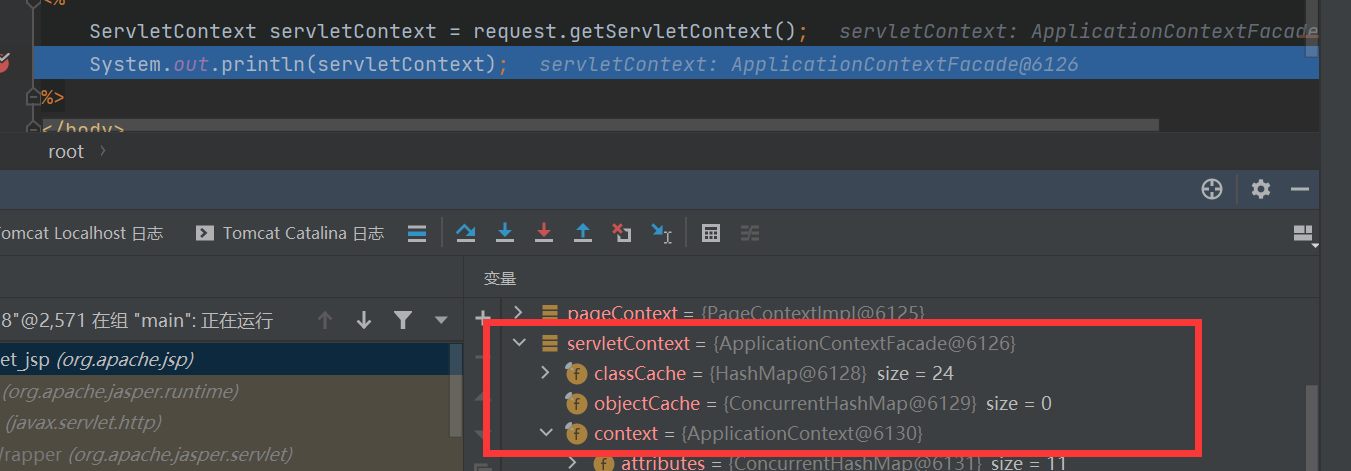 <%
ServletContext servletContext = request.getServletContext();   servletContext: ApplicationContextFacade
System.out.println(servletContext);   servletContext: ApplicationContextFacade@6126
%>
</body>
root
omcat Localhost 日志   Tomcat Catalina 日志
变量
8"@2,571 在组 "main": 正在运行
pageContext = {PageContextImpl@6125}
servletContext = {ApplicationContextFacade@6126}
et_jsp (org.apache.jsp)
classCache = {HashMap@6128} size = 24
(org.apache.jasper.runtime)
objectCache = {ConcurrentHashMap@6129} size = 0
(javax.servlet.http)
context = {ApplicationContext@6130}
rapper (org.apache.jasper.servlet)
attributes = {ConcurrentHashMap@6131} size = 11